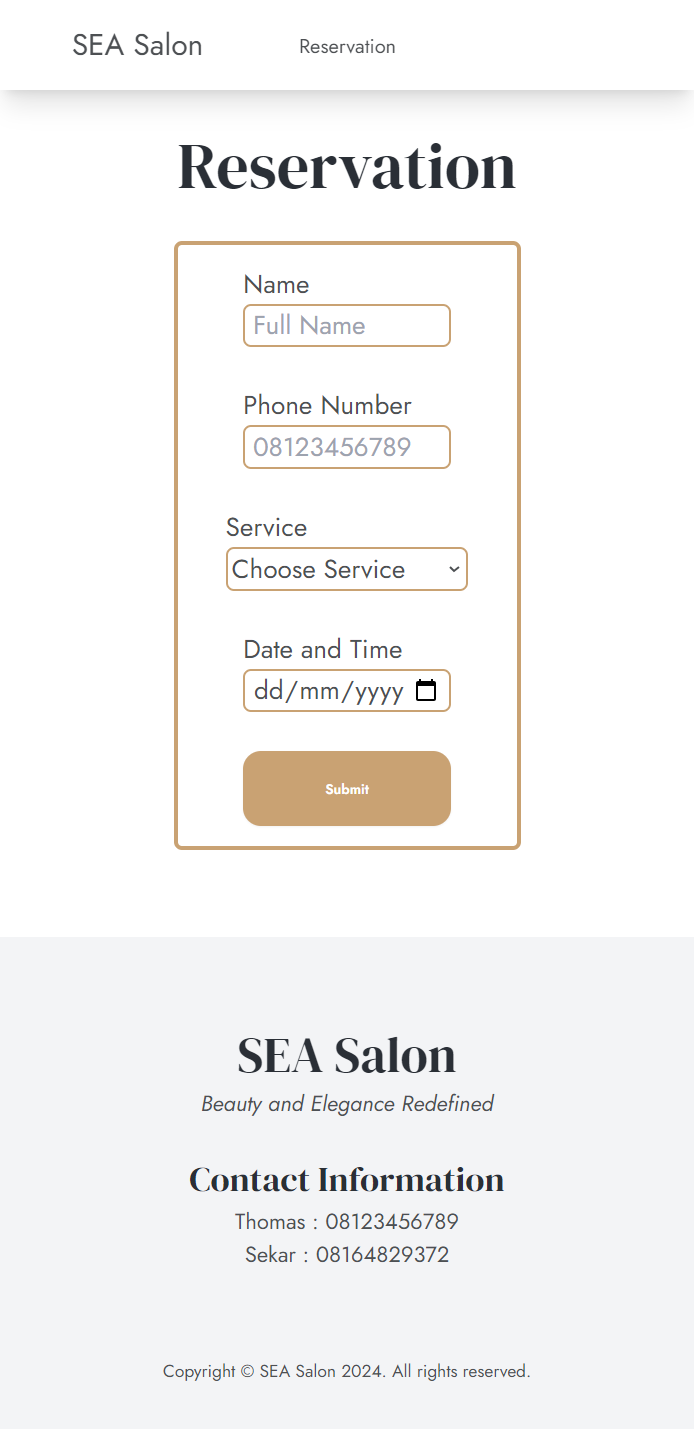 SEA Salon
Reservation
Reservation
Name
Full Name
Phone Number
08123456789
Service
Choose Service
Date and Time
dd/mm/yyyy
Submit
SEA Salon
Beauty and Elegance Redefined
Contact Information
Thomas : 08123456789
Sekar : 08164829372
Copyright © SEA Salon 2024. All rights reserved.